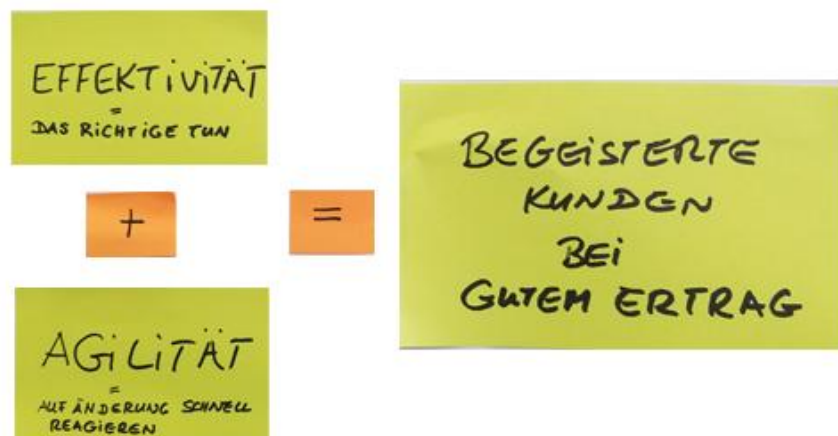 EFFEKTiViTÄT
=
DAS RiCHTiGE TUN
+
AGiLiTÄT
=
AUF ÄNDERUNG SCHNELL
REAGIEREN
=
BEGEiSTERTE
KUNDEN
BEi
GUTEM ERTRAG